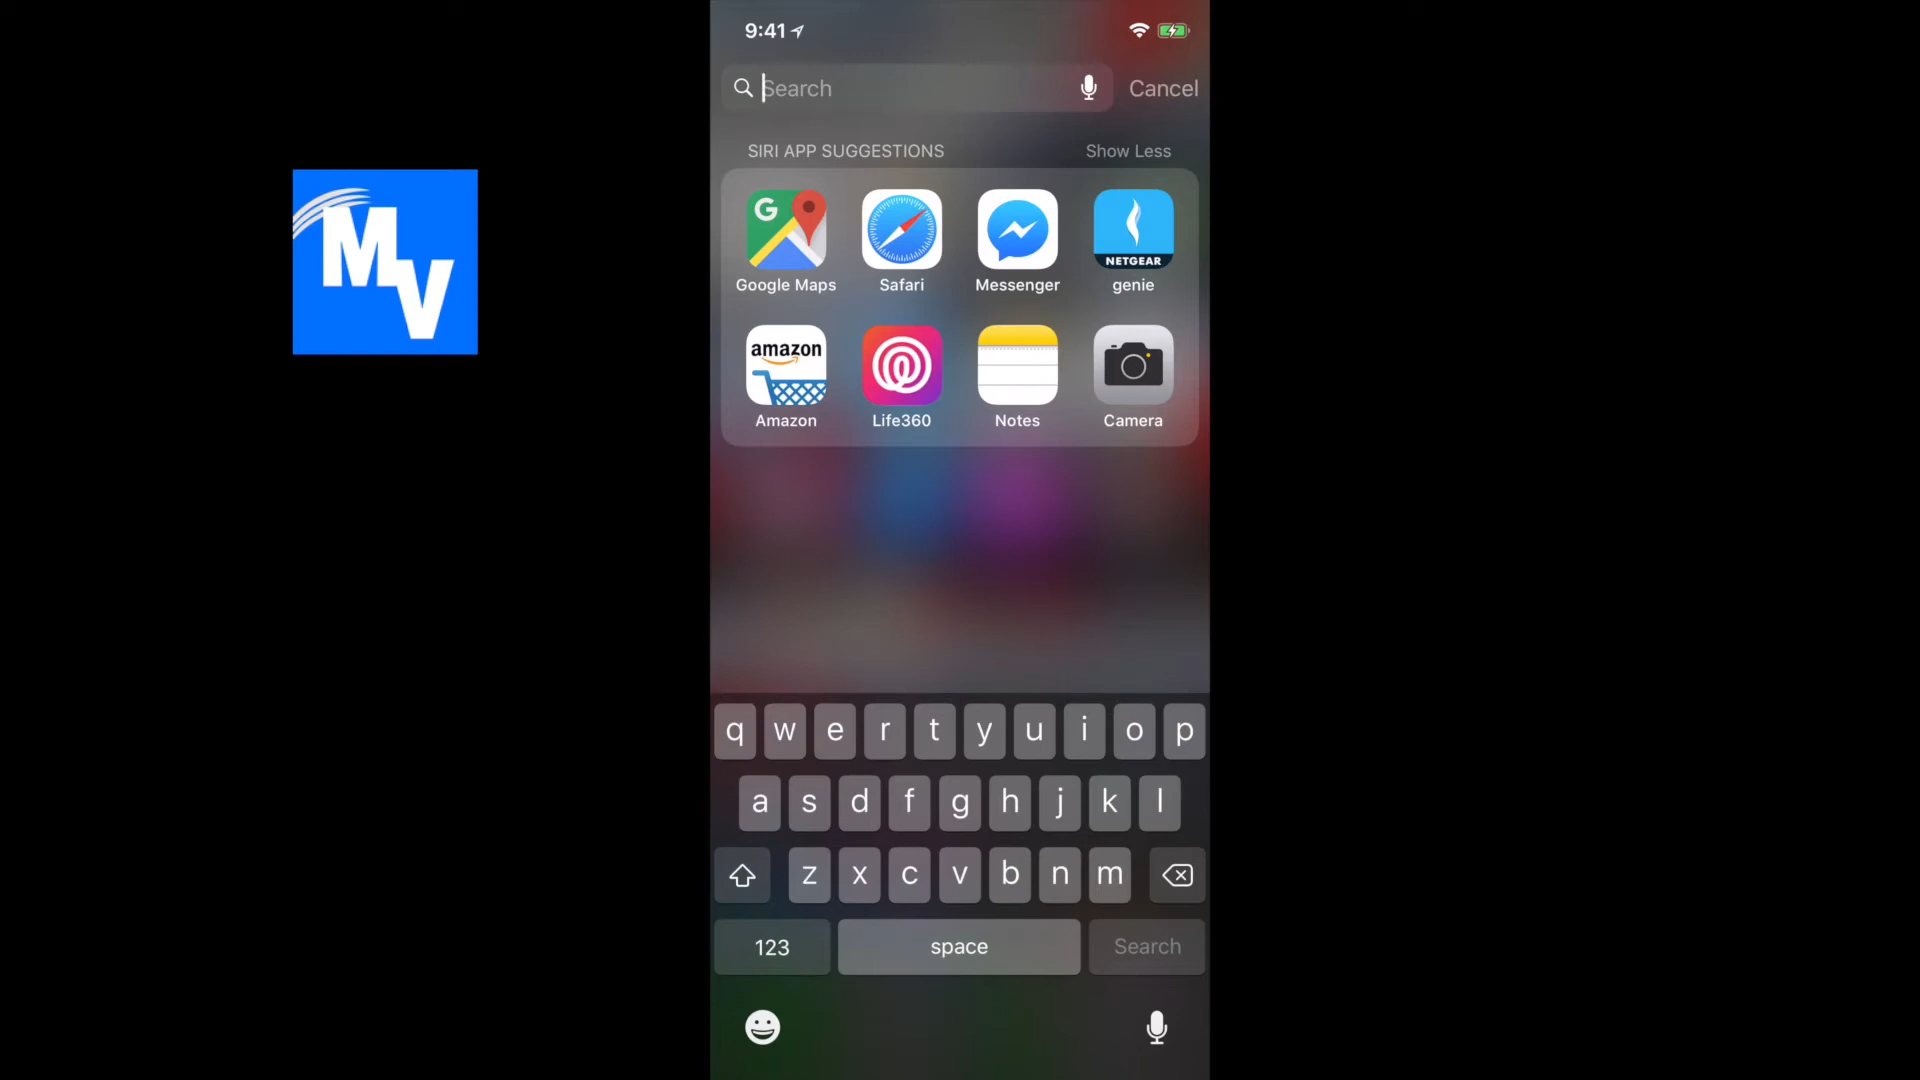 9:41
Search
Cancel
SIRI APP SUGGESTIONS
Show Less
MV
G
NETGEAR
Google Maps
Safari
Messenger
genie
amazon
Amazon
Life360
Notes
Camera
q w e r t y u i o p
a s d f g h j k l
z x c v b n m
123
space
Search